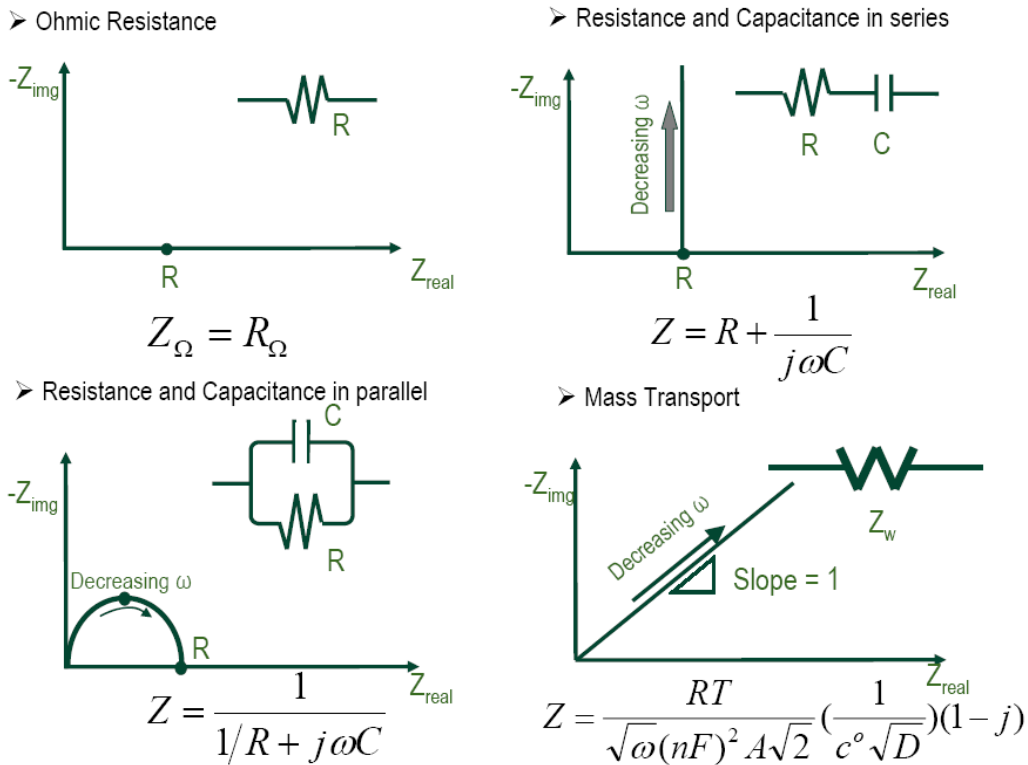 ➢ Ohmic Resistance
-Z_img
R
R
Z_real
Z_Ω = R_Ω
➢ Resistance and Capacitance in series
-Z_img
Decreasing ω
R
C
R
Z_real
Z = R + 1/(jωC)
➢ Resistance and Capacitance in parallel
C
-Z_img
R
Decreasing ω
R
Z_real
Z = 1/(1/R + jωC)
➢ Mass Transport
-Z_img
Z_w
Decreasing ω
Slope = 1
Z_real
Z = RT/(√ω(nF)² A√2) (1/(c° √D))(1 − j)